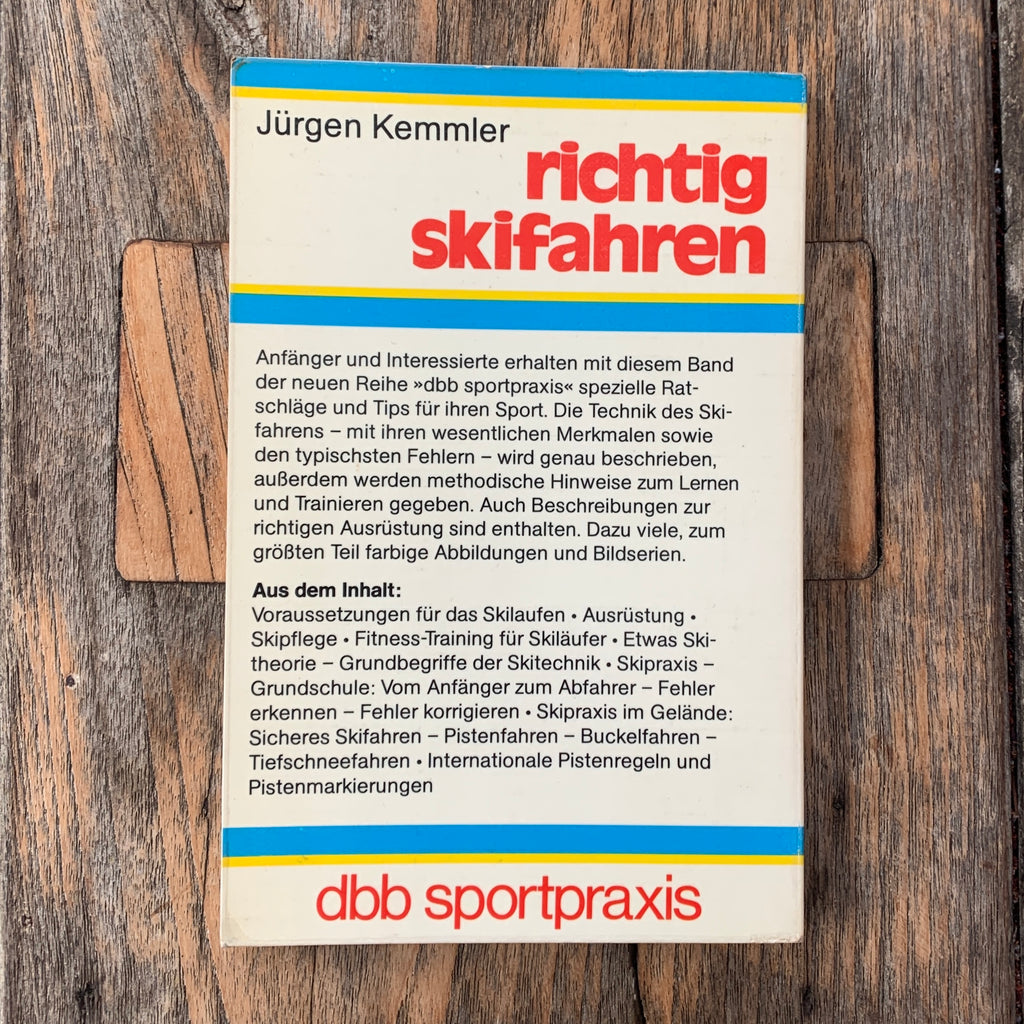 Jürgen Kemmler
richtig
skifahren
Anfänger und Interessierte erhalten mit diesem Band
der neuen Reihe »dbb sportpraxis« spezielle Rat-
schläge und Tips für ihren Sport. Die Technik des Ski-
fahrens – mit ihren wesentlichen Merkmalen sowie
den typischsten Fehlern – wird genau beschrieben,
außerdem werden methodische Hinweise zum Lernen
und Trainieren gegeben. Auch Beschreibungen zur
richtigen Ausrüstung sind enthalten. Dazu viele, zum
größten Teil farbige Abbildungen und Bildserien.
Aus dem Inhalt:
Voraussetzungen für das Skilaufen • Ausrüstung •
Skipflege • Fitness-Training für Skiläufer • Etwas Ski-
theorie – Grundbegriffe der Skitechnik • Skipraxis –
Grundschule: Vom Anfänger zum Abfahrer – Fehler
erkennen – Fehler korrigieren • Skipraxis im Gelände:
Sicheres Skifahren – Pistenfahren – Buckelfahren –
Tiefschneefahren • Internationale Pistenregeln und
Pistenmarkierungen
dbb sportpraxis